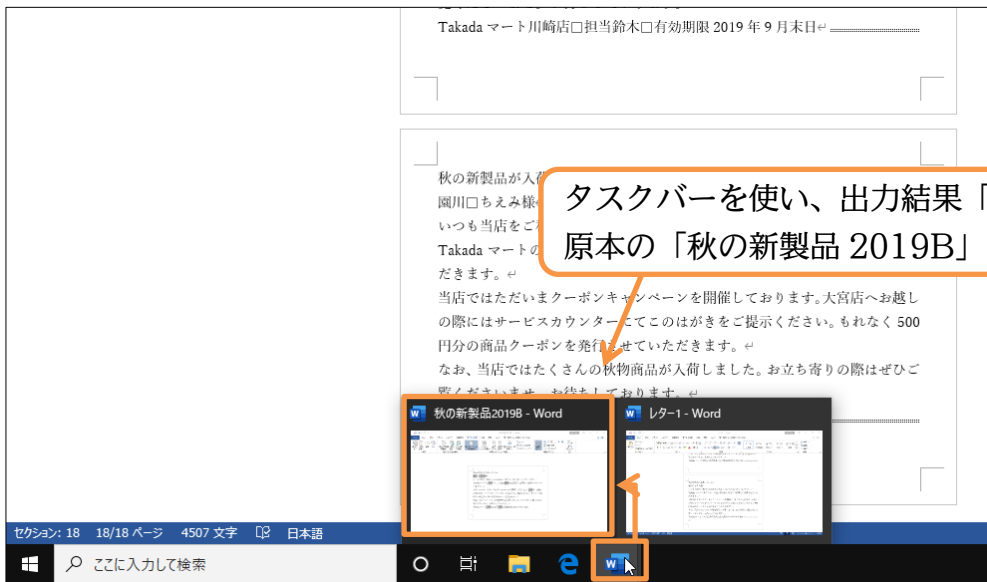 Takada マート川崎店□担当鈴木□有効期限 2019 年 9 月末日↵
秋の新製品が入荷
園川□ちえみ様
いつも当店をご
Takada マートの
だきます。↵
タスクバーを使い、出力結果「
原本の「秋の新製品 2019B」
当店ではただいまクーポンキャンペーンを開催しております。大宮店へお越し
の際にはサービスカウンターにてこのはがきをご提示ください。もれなく 500
円分の商品クーポンを発行させていただきます。↵
なお、当店ではたくさんの秋物商品が入荷しました。お立ち寄りの際はぜひご
覧くださいませ。お待ちしております。↵
秋の新製品2019B - Word
レター1 - Word
セクション: 18 18/18 ページ 4507 文字 日本語
ここに入力して検索